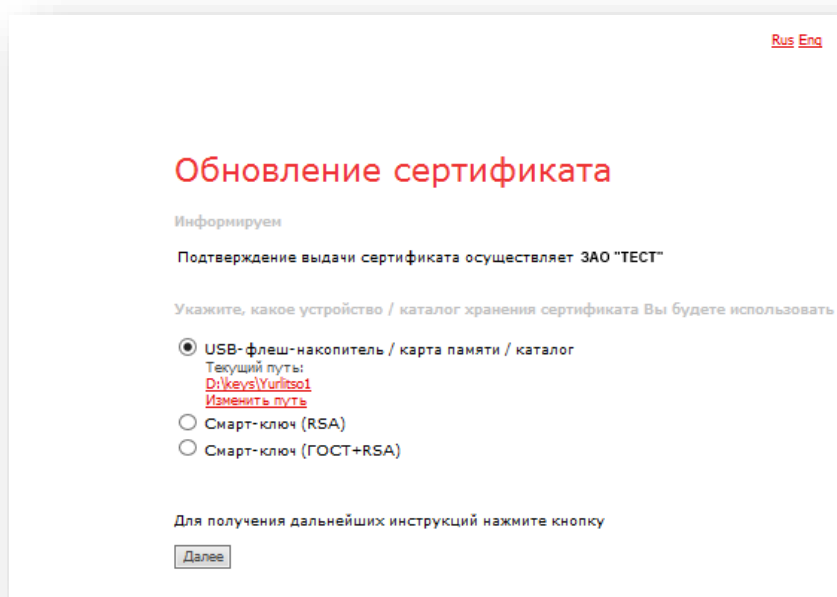 Rus Eng
Обновление сертификата
Информируем
Подтверждение выдачи сертификата осуществляет ЗАО "ТЕСТ"
Укажите, какое устройство / каталог хранения сертификата Вы будете использовать
USB-флеш-накопитель / карта памяти / каталог
Текущий путь:
D:\keys\Yurlitso1
Изменить путь
Смарт-ключ (RSA)
Смарт-ключ (ГОСТ+RSA)
Для получения дальнейших инструкций нажмите кнопку
Далее